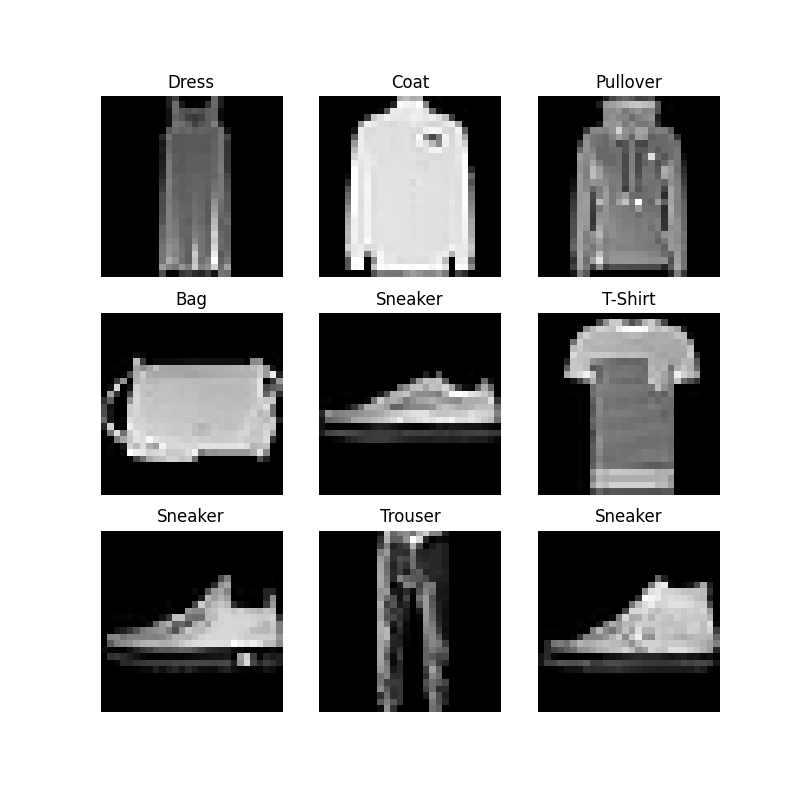 Dress
Coat
Pullover
Bag
Sneaker
T-Shirt
Sneaker
Trouser
Sneaker